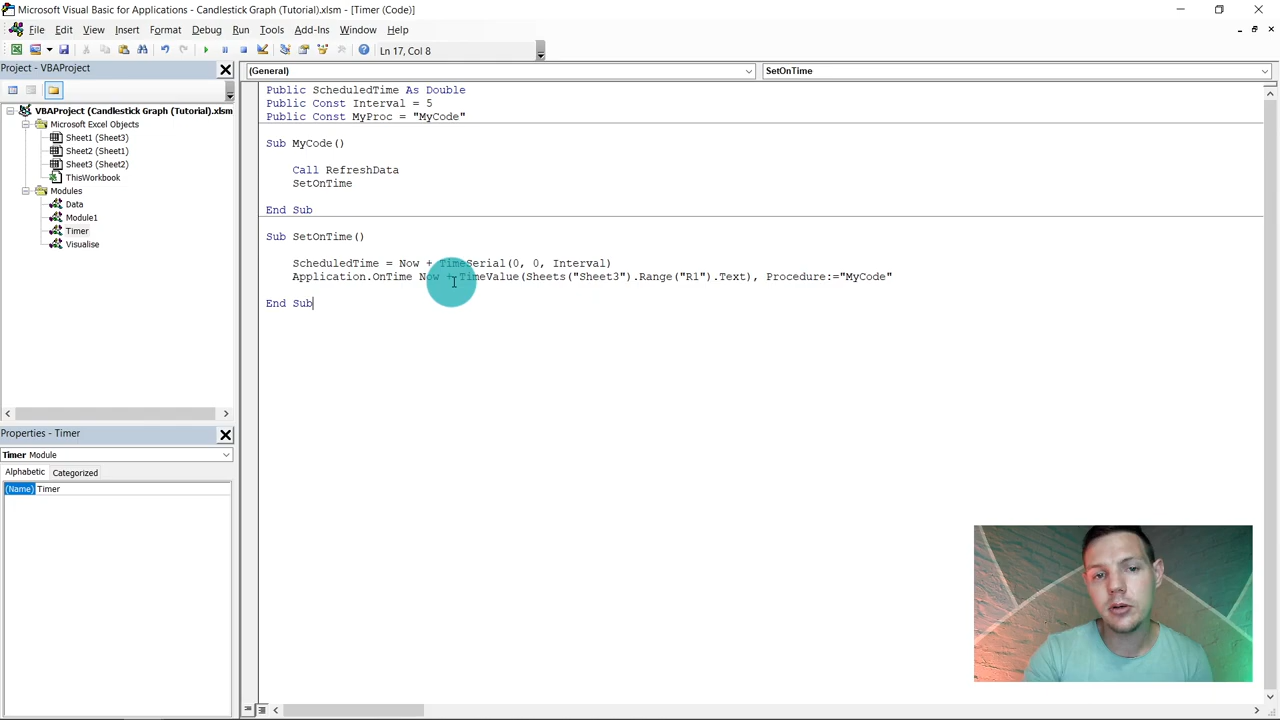 Microsoft Visual Basic for Applications - Candlestick Graph (Tutorial).xlsm - [Timer (Code)]
File Edit View Insert Format Debug Run Tools Add-Ins Window Help
Ln 17, Col 8
Project - VBAProject
VBAProject (Candlestick Graph (Tutorial).xlsm
Microsoft Excel Objects
Sheet1 (Sheet3)
Sheet2 (Sheet1)
Sheet3 (Sheet2)
ThisWorkbook
Modules
Data
Module1
Timer
Visualise
Properties - Timer
Timer Module
Alphabetic Categorized
(Name) Timer
(General) SetOnTime
Public ScheduledTime As Double
Public Const Interval = 5
Public Const MyProc = "MyCode"
Sub MyCode()
Call RefreshData
SetOnTime
End Sub
Sub SetOnTime()
ScheduledTime = Now + TimeSerial(0, 0, Interval)
Application.OnTime Now + TimeValue(Sheets("Sheet3").Range("R1").Text), Procedure:="MyCode"
End Sub